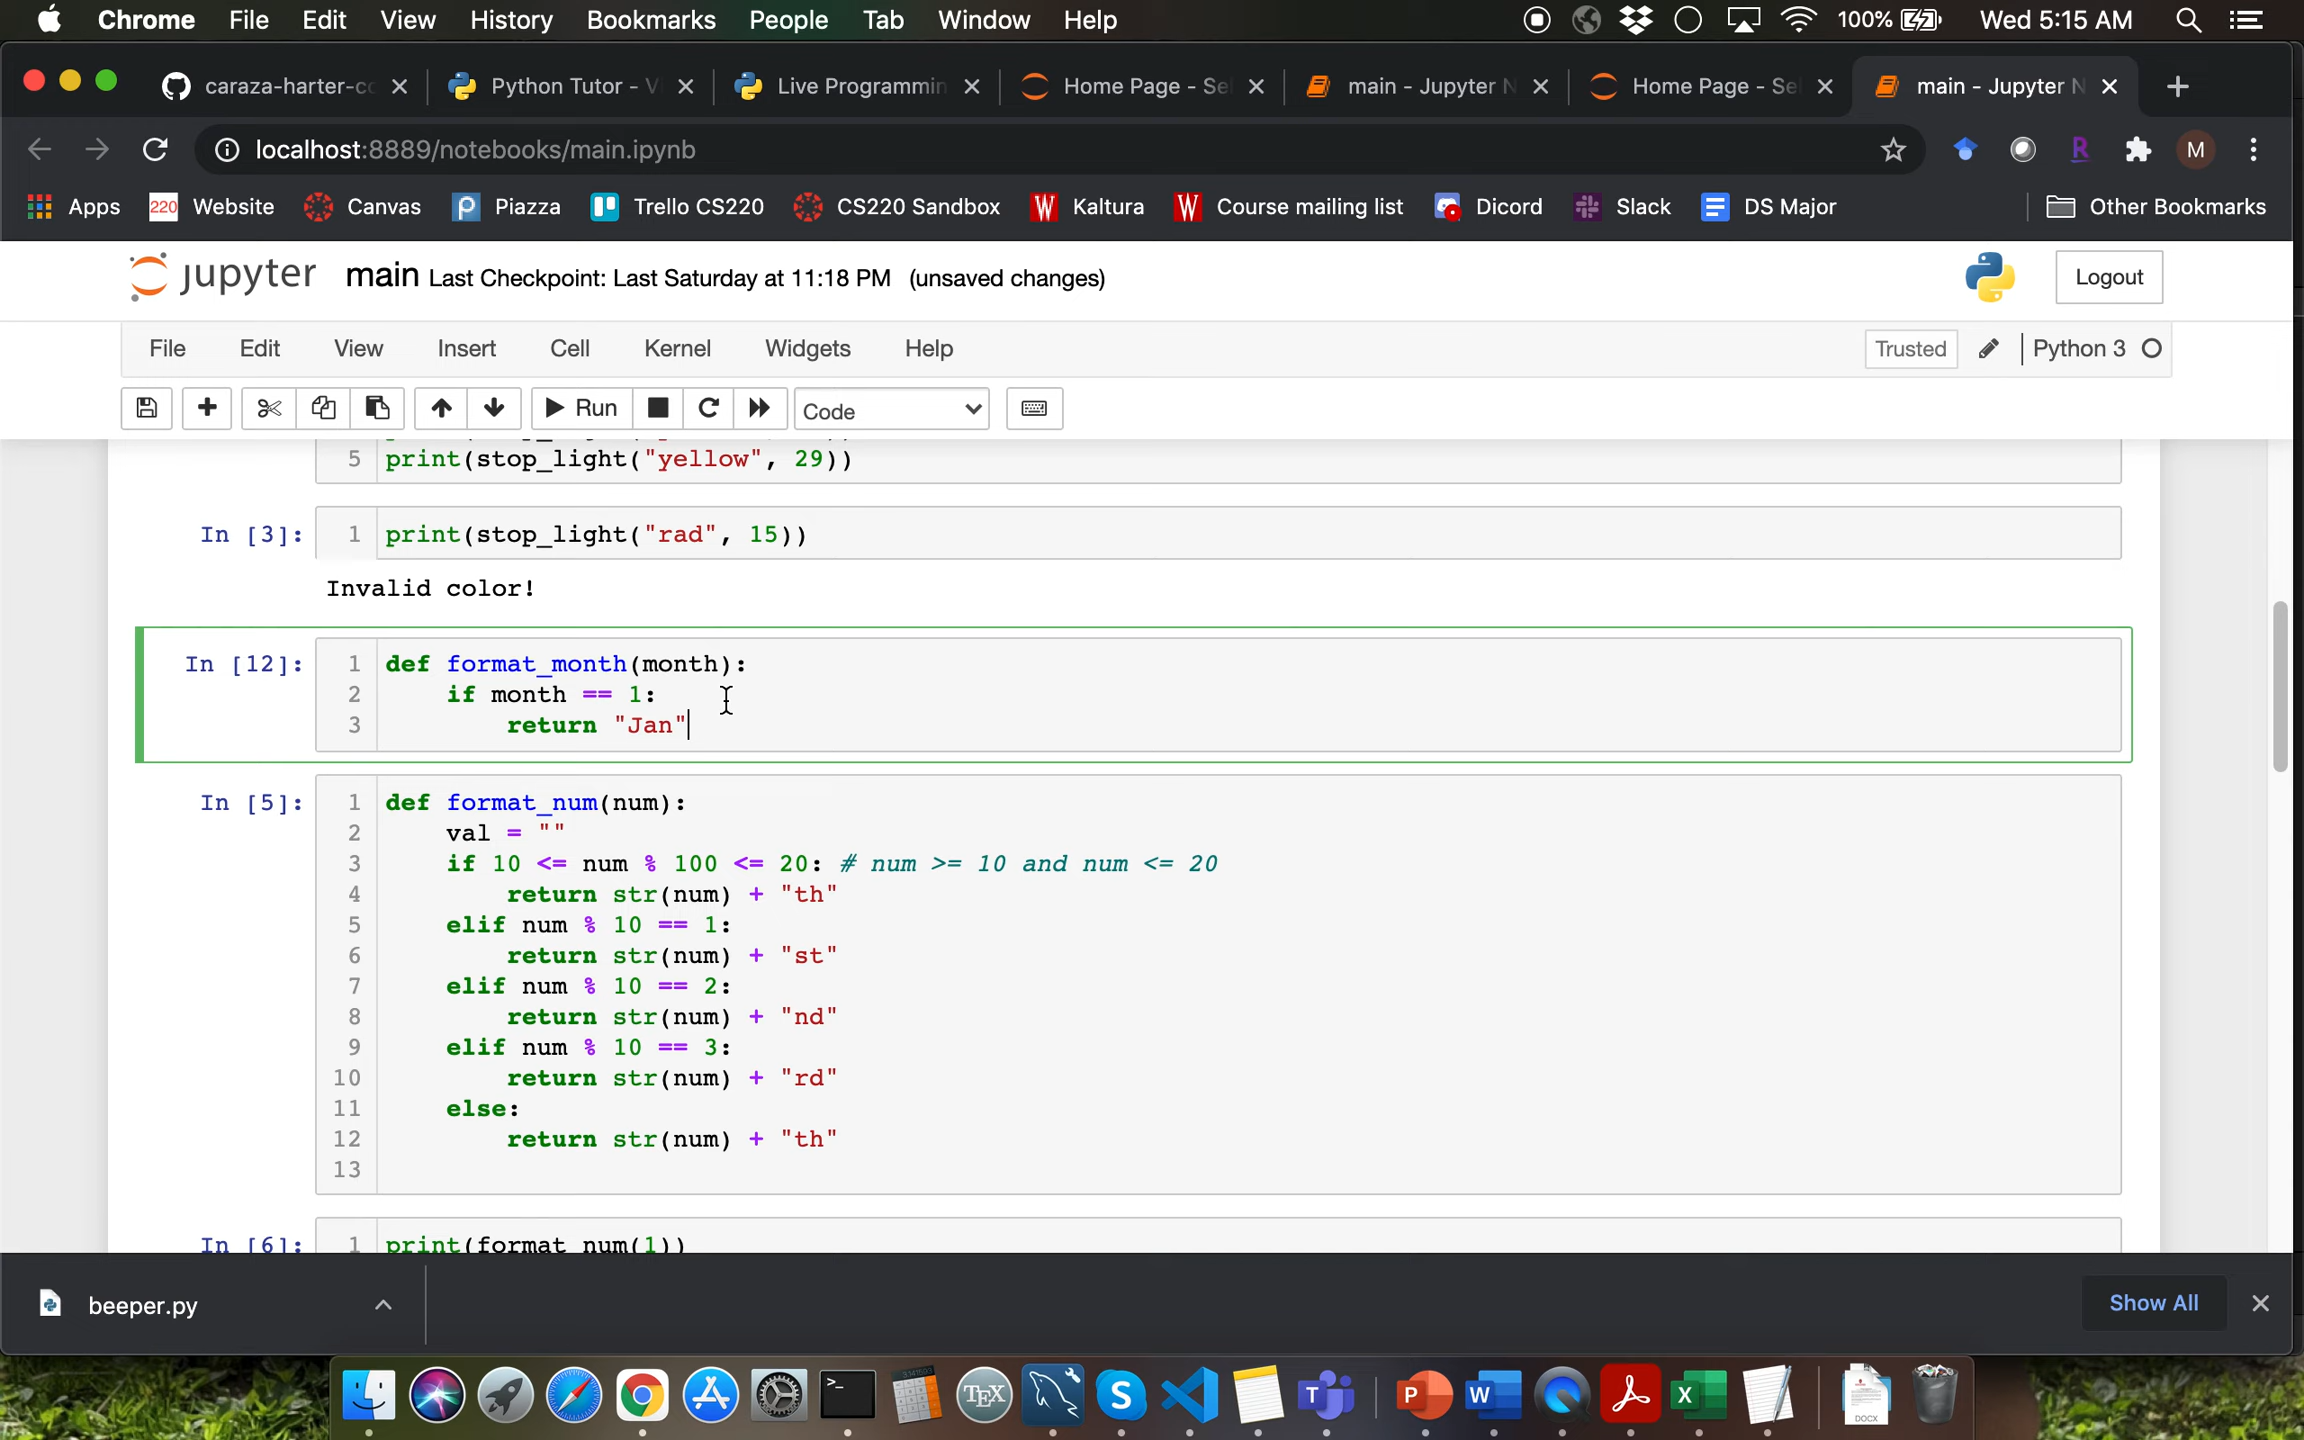 Chrome File Edit View History Bookmarks People Tab Window Help 100% Wed 5:15 AM
caraza-harter-cc Python Tutor - V Live Programmin Home Page - Sel main - Jupyter N Home Page - Sel main - Jupyter N
localhost:8889/notebooks/main.ipynb R M
Apps 220 Website Canvas Piazza Trello CS220 CS220 Sandbox W Kaltura W Course mailing list Dicord Slack DS Major Other Bookmarks
jupyter main Last Checkpoint: Last Saturday at 11:18 PM (unsaved changes) Logout
File Edit View Insert Cell Kernel Widgets Help Trusted Python 3
Run Code
5 print(stop_light("yellow", 29))
In [3]: 1 print(stop_light("rad", 15))
Invalid color!
In [12]: 1 def format_month(month):
2 if month == 1:
3 return "Jan"
In [5]: 1 def format_num(num):
2 val = ""
3 if 10 <= num % 100 <= 20: # num >= 10 and num <= 20
4 return str(num) + "th"
5 elif num % 10 == 1:
6 return str(num) + "st"
7 elif num % 10 == 2:
8 return str(num) + "nd"
9 elif num % 10 == 3:
10 return str(num) + "rd"
11 else:
12 return str(num) + "th"
13
In [6]: 1 print(format_num(1))
beeper.py Show All
TEX S T P W X DOCX